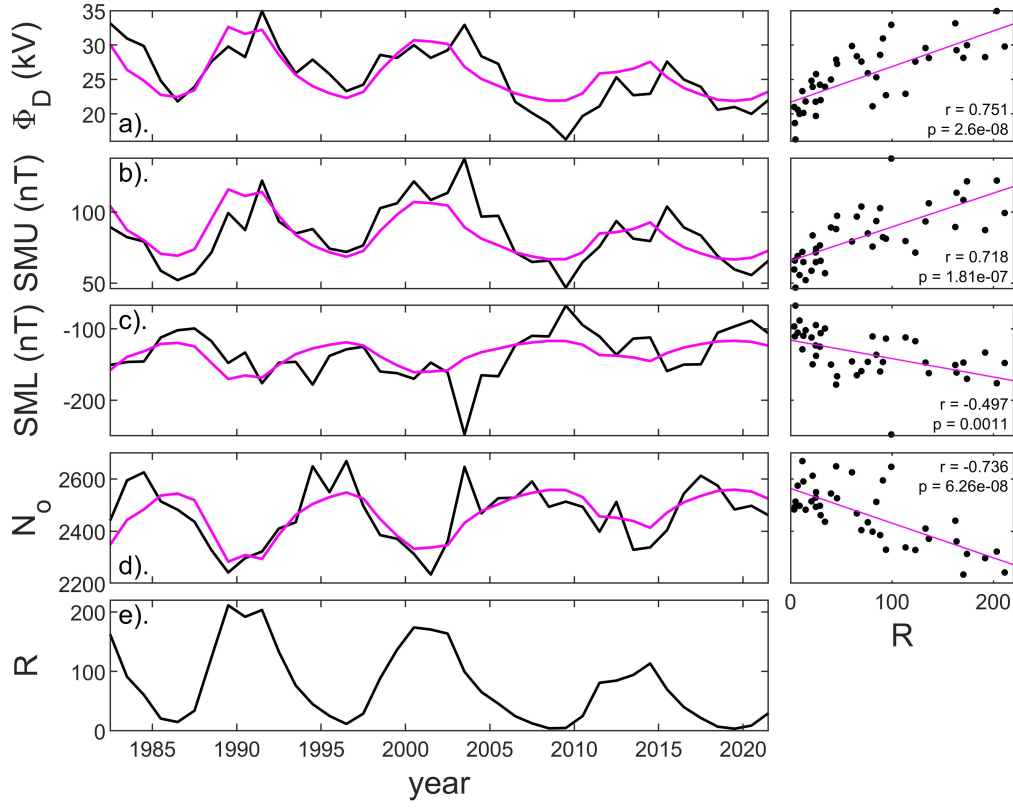 Φ_D (kV)
35
30
25
20
a).
r = 0.751
p = 2.6e-08
SMU (nT)
100
50
b).
r = 0.718
p = 1.81e-07
SML (nT)
-100
-200
c).
r = -0.497
p = 0.0011
N_o
2600
2400
2200
d).
r = -0.736
p = 6.26e-08
0 100 200
R
R
200
100
0
e).
1985 1990 1995 2000 2005 2010 2015 2020
year